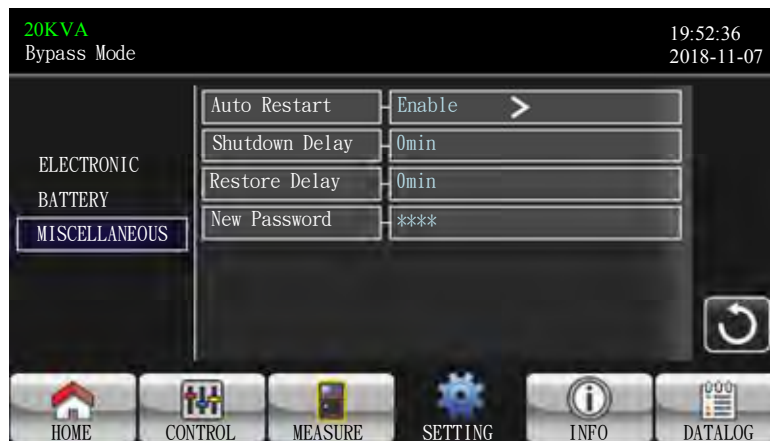 20KVA
Bypass Mode
19:52:36
2018-11-07
ELECTRONIC
BATTERY
MISCELLANEOUS
Auto Restart Enable >
Shutdown Delay 0min
Restore Delay 0min
New Password ****
HOME CONTROL MEASURE SETTING INFO DATALOG